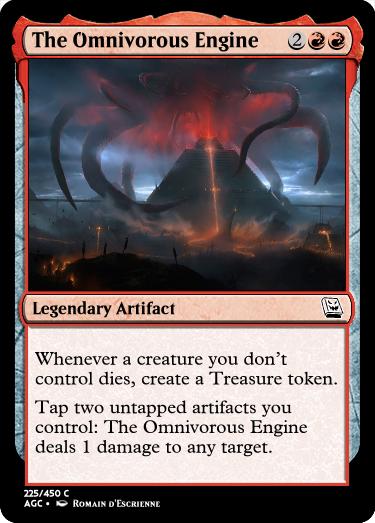 The Omnivorous Engine 2
Legendary Artifact
Whenever a creature you don't
control dies, create a Treasure token.
Tap two untapped artifacts you
control: The Omnivorous Engine
deals 1 damage to any target.
225/450 C
AGC • Romain d'Escrienne